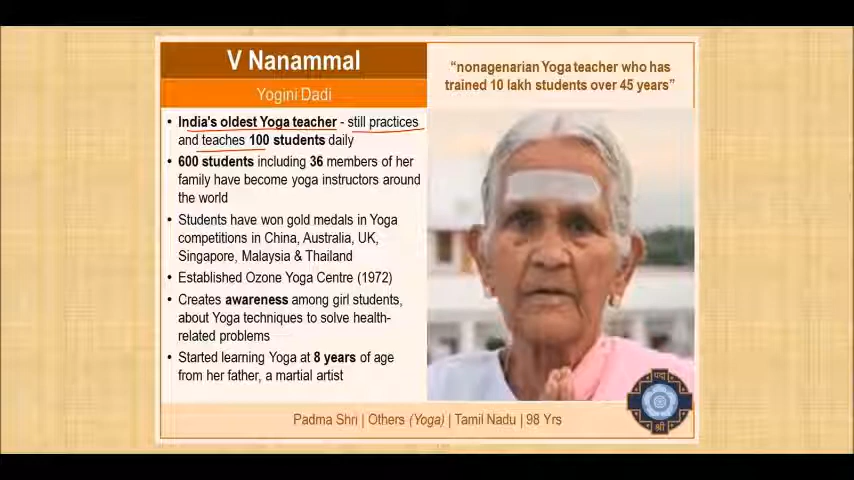 V Nanammal
Yogini Dadi
“nonagenarian Yoga teacher who has
trained 10 lakh students over 45 years”
• India's oldest Yoga teacher - still practices
and teaches 100 students daily
• 600 students including 36 members of her
family have become yoga instructors around
the world
• Students have won gold medals in Yoga
competitions in China, Australia, UK,
Singapore, Malaysia & Thailand
• Established Ozone Yoga Centre (1972)
• Creates awareness among girl students,
about Yoga techniques to solve health-
related problems
• Started learning Yoga at 8 years of age
from her father, a martial artist
पद्म
श्री
Padma Shri | Others (Yoga) | Tamil Nadu | 98 Yrs